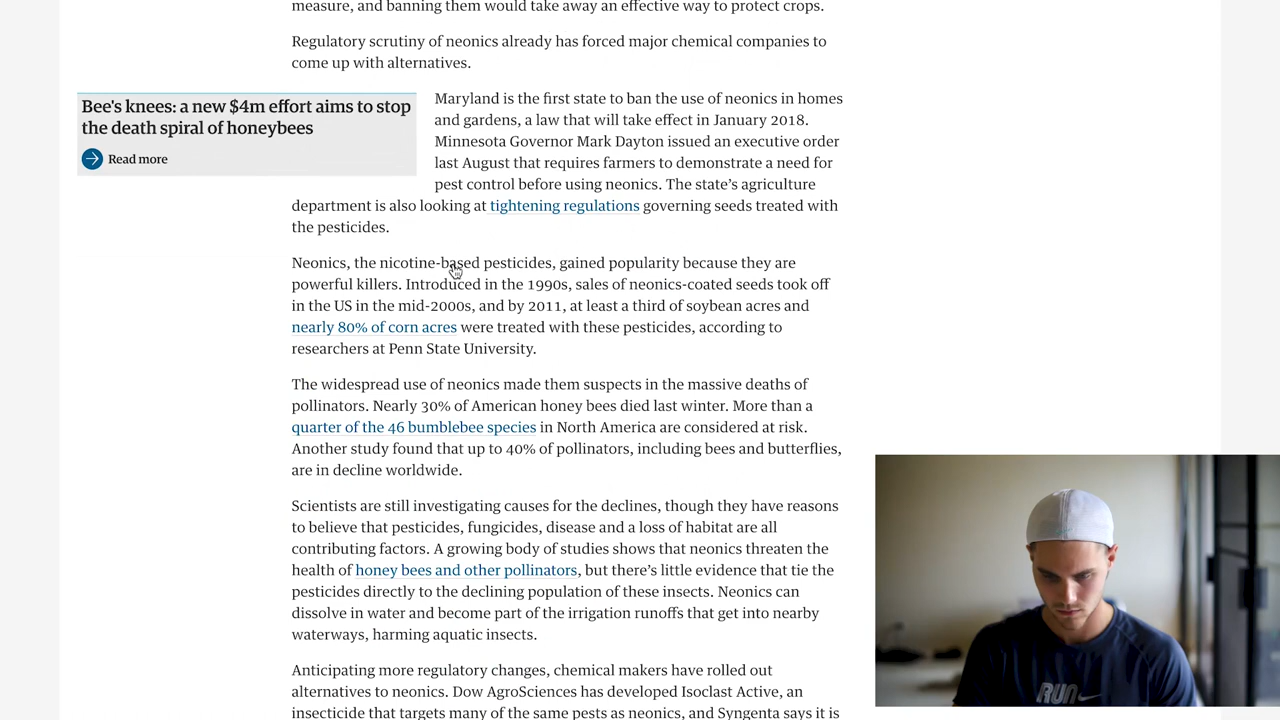 measure, and banning them would take away an effective way to protect crops.
Regulatory scrutiny of neonics already has forced major chemical companies to
come up with alternatives.
Bee's knees: a new $4m effort aims to stop
the death spiral of honeybees
Read more
Maryland is the first state to ban the use of neonics in homes
and gardens, a law that will take effect in January 2018.
Minnesota Governor Mark Dayton issued an executive order
last August that requires farmers to demonstrate a need for
pest control before using neonics. The state’s agriculture
department is also looking at tightening regulations governing seeds treated with
the pesticides.
Neonics, the nicotine-based pesticides, gained popularity because they are
powerful killers. Introduced in the 1990s, sales of neonics-coated seeds took off
in the US in the mid-2000s, and by 2011, at least a third of soybean acres and
nearly 80% of corn acres were treated with these pesticides, according to
researchers at Penn State University.
The widespread use of neonics made them suspects in the massive deaths of
pollinators. Nearly 30% of American honey bees died last winter. More than a
quarter of the 46 bumblebee species in North America are considered at risk.
Another study found that up to 40% of pollinators, including bees and butterflies,
are in decline worldwide.
Scientists are still investigating causes for the declines, though they have reasons
to believe that pesticides, fungicides, disease and a loss of habitat are all
contributing factors. A growing body of studies shows that neonics threaten the
health of honey bees and other pollinators, but there’s little evidence that tie the
pesticides directly to the declining population of these insects. Neonics can
dissolve in water and become part of the irrigation runoffs that get into nearby
waterways, harming aquatic insects.
Anticipating more regulatory changes, chemical makers have rolled out
alternatives to neonics. Dow AgroSciences has developed Isoclast Active, an
insecticide that targets many of the same pests as neonics, and Syngenta says it is
RUN